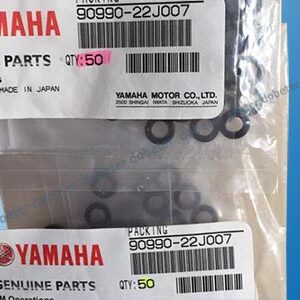 PACKING
YAMAHA 90990-22J007
PARTS QTY:50
MADE IN JAPAN
YAMAHA MOTOR CO.,LTD.
2500 SHINGAI IWATA SHIZUOKA JAPAN
PACKING
YAMAHA 90990-22J007
GENUINE PARTS QTY:50